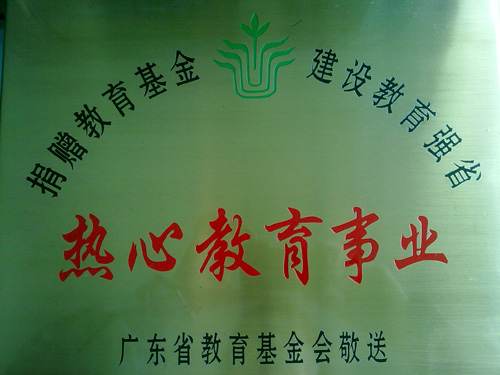 捐赠教育基金 建设教育强省
热心教育事业
广东省教育基金会敬送